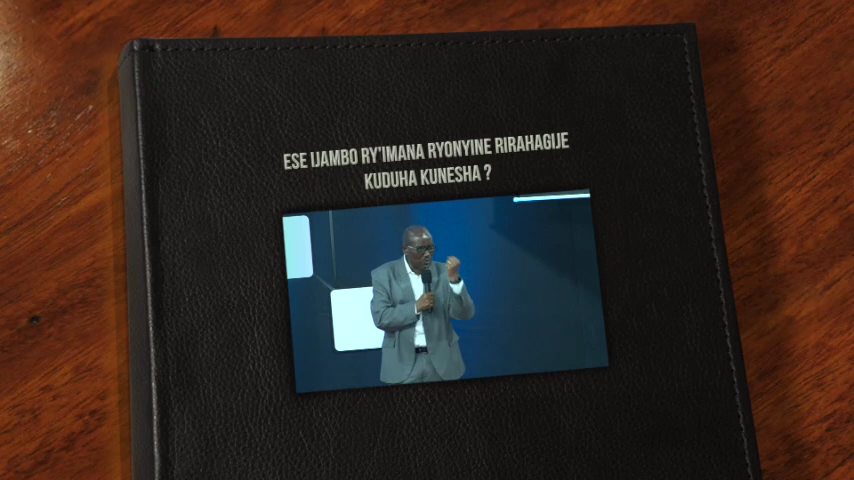 ESE IJAMBO RY'IMANA RYONYINE RIRAHAGIJE
KUDUHA KUNESHA ?